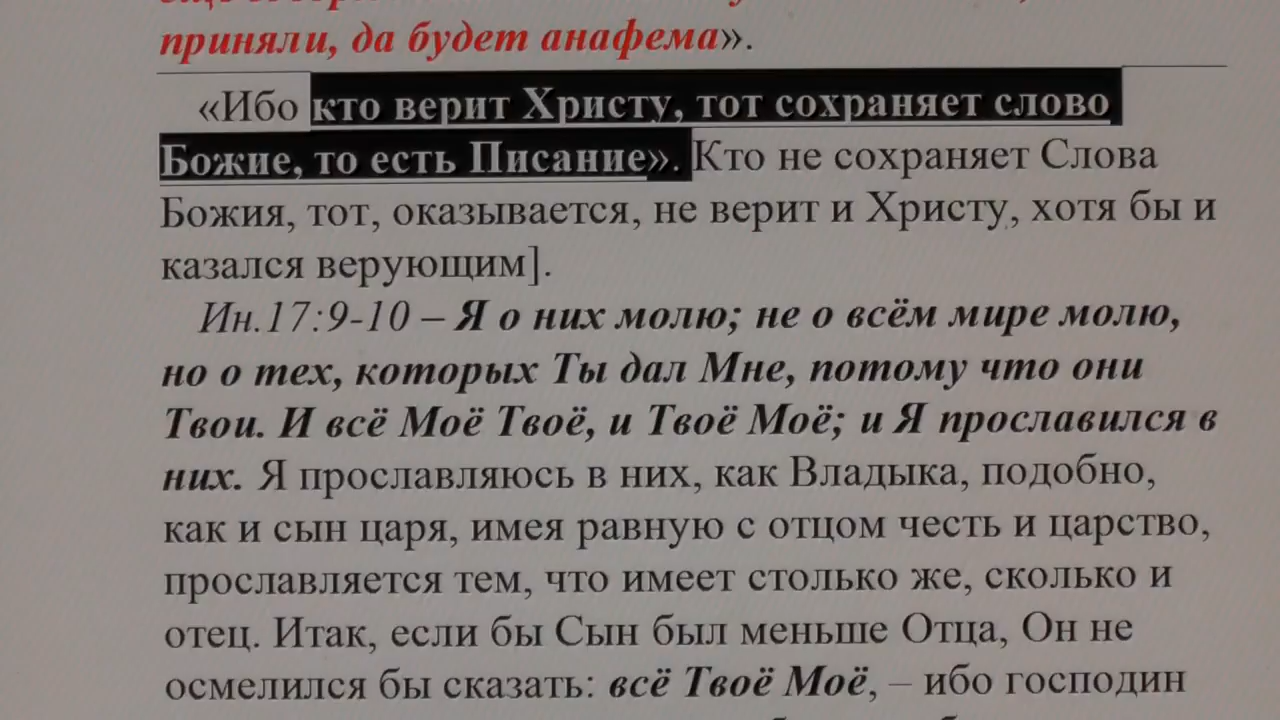 приняли, да будет анафема».
«Ибо кто верит Христу, тот сохраняет слово
Божие, то есть Писание». Кто не сохраняет Слова
Божия, тот, оказывается, не верит и Христу, хотя бы и
казался верующим].
Ин.17:9-10 – Я о них молю; не о всём мире молю,
но о тех, которых Ты дал Мне, потому что они
Твои. И всё Моё Твоё, и Твоё Моё; и Я прославился в
них. Я прославляюсь в них, как Владыка, подобно,
как и сын царя, имея равную с отцом честь и царство,
прославляется тем, что имеет столько же, сколько и
отец. Итак, если бы Сын был меньше Отца, Он не
осмелился бы сказать: всё Твоё Моё, – ибо господин